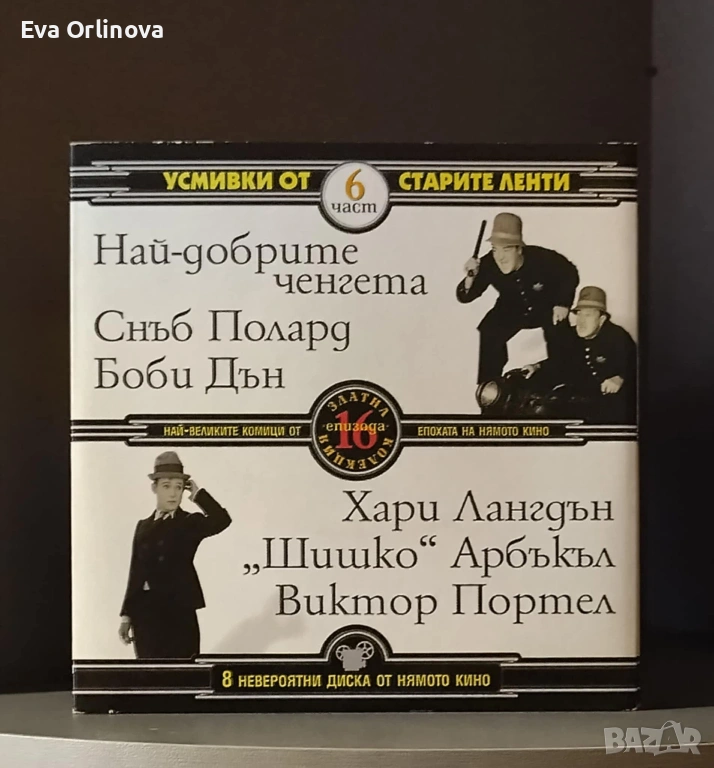 Eva Orlinova
УСМИВКИ ОТ 6 част СТАРИТЕ ЛЕНТИ
Най-добрите
ченгета
Снъб Полард
Боби Дън
НАЙ-ВЕЛИКИТЕ КОМИЦИ ОТ ЗЛАТНА КОЛЕКЦИЯ 16 епизода ЕПОХАТА НА НЯМОТО КИНО
Хари Лангдън
„Шишко“ Арбъкъл
Виктор Портел
8 НЕВЕРОЯТНИ ДИСКА ОТ НЯМОТО КИНО
BAZAR